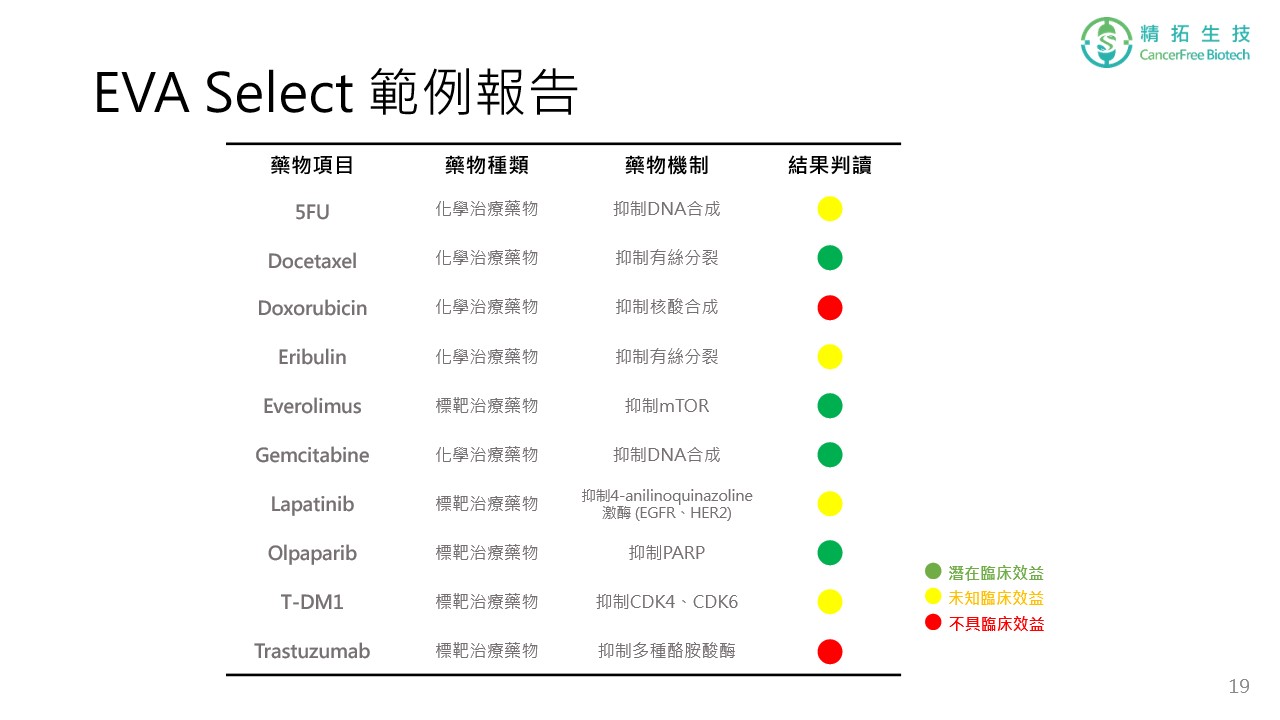 精拓生技
CancerFree Biotech
EVA Select 範例報告
藥物項目 藥物種類 藥物機制 結果判讀
5FU 化學治療藥物 抑制DNA合成
Docetaxel 化學治療藥物 抑制有絲分裂
Doxorubicin 化學治療藥物 抑制核酸合成
Eribulin 化學治療藥物 抑制有絲分裂
Everolimus 標靶治療藥物 抑制mTOR
Gemcitabine 化學治療藥物 抑制DNA合成
Lapatinib 標靶治療藥物 抑制4-anilinoquinazoline
激酶 (EGFR、HER2)
Olpaparib 標靶治療藥物 抑制PARP
T-DM1 標靶治療藥物 抑制CDK4、CDK6
Trastuzumab 標靶治療藥物 抑制多種酪胺酸酶
潛在臨床效益
未知臨床效益
不具臨床效益
19